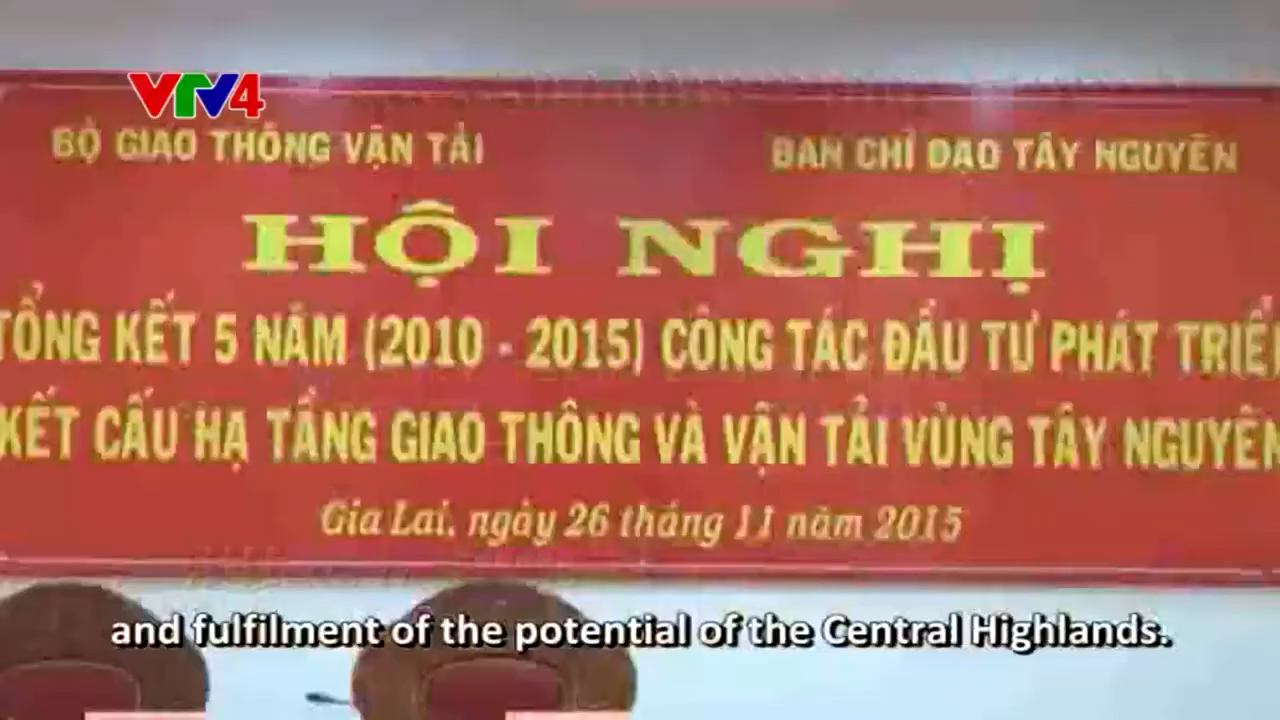 VTV4
BỘ GIAO THÔNG VẬN TẢI
BAN CHỈ ĐẠO TÂY NGUYÊN
HỘI NGHỊ
TỔNG KẾT 5 NĂM (2010 - 2015) CÔNG TÁC ĐẦU TƯ PHÁT TRIỂ
KẾT CẤU HẠ TẦNG GIAO THÔNG VÀ VẬN TẢI VÙNG TÂY NGUYÊN
Gia Lai, ngày 26 tháng 11 năm 2015
and fulfilment of the potential of the Central Highlands.